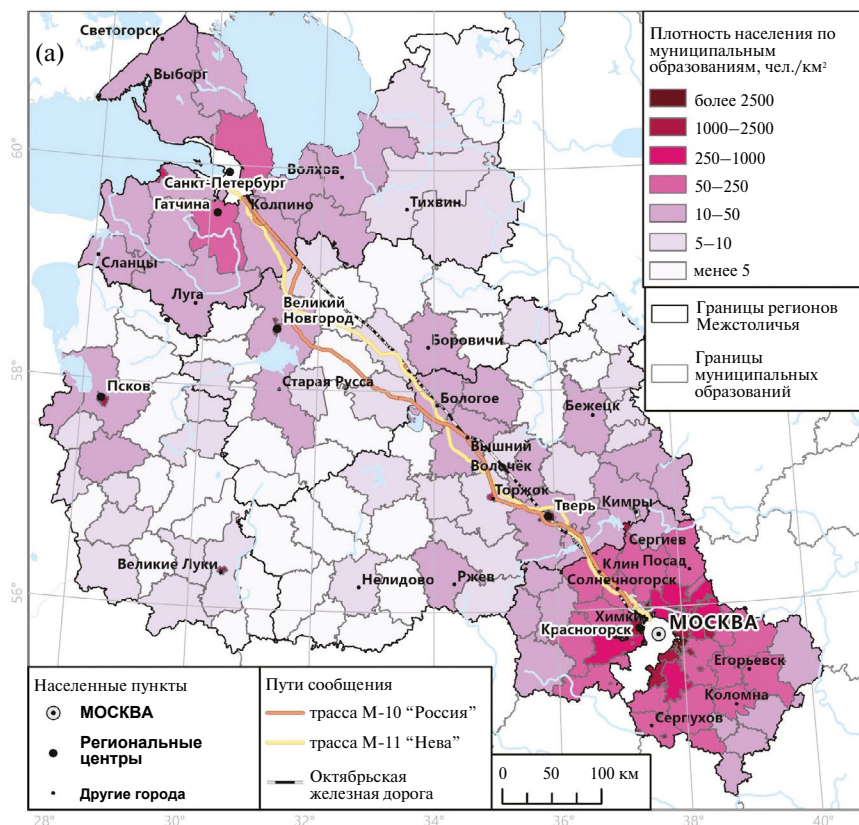 (а)
Светогорск
Выборг
Санкт-Петербург
Гатчина
Колпино
Волхов
Тихвин
Сланцы
Луга
Великий
Новгород
Боровичи
Псков
Старая Русса
Бологое
Бежецк
Вышний
Волочёк
Торжок
Тверь
Кимры
Сергиев
Посад
Клин
Солнечногорск
Великие Луки
Нелидово
Ржев
Химки
Красногорск
МОСКВА
Егорьевск
Коломна
Серпухов
60°
58°
56°
28°
30°
32°
34°
36°
38°
40°
Плотность населения по
муниципальным
образованиям, чел./км²
более 2500
1000–2500
250–1000
50–250
10–50
5–10
менее 5
Границы регионов
Межстоличья
Границы
муниципальных
образований
Населенные пункты
МОСКВА
Региональные
центры
Другие города
Пути сообщения
трасса М-10 “Россия”
трасса М-11 “Нева”
Октябрьская
железная дорога
0 50 100 км